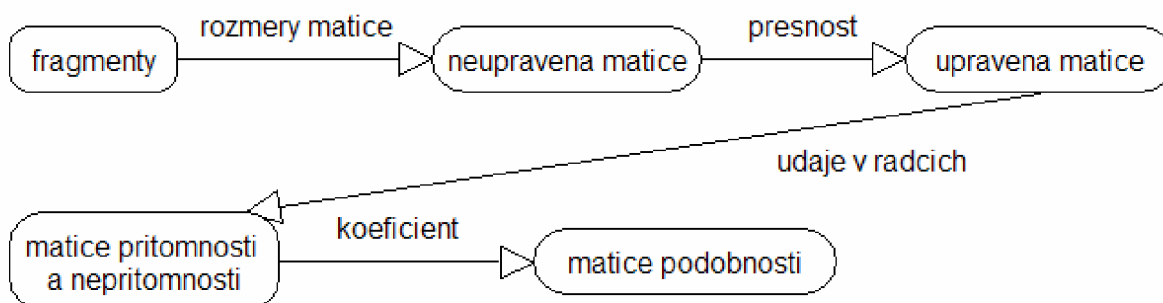 rozmery matice
presnost
fragmenty
neupravena matice
upravena matice
udaje v radcich
koeficient
matice pritomnosti
a nepritomnosti
matice podobnosti